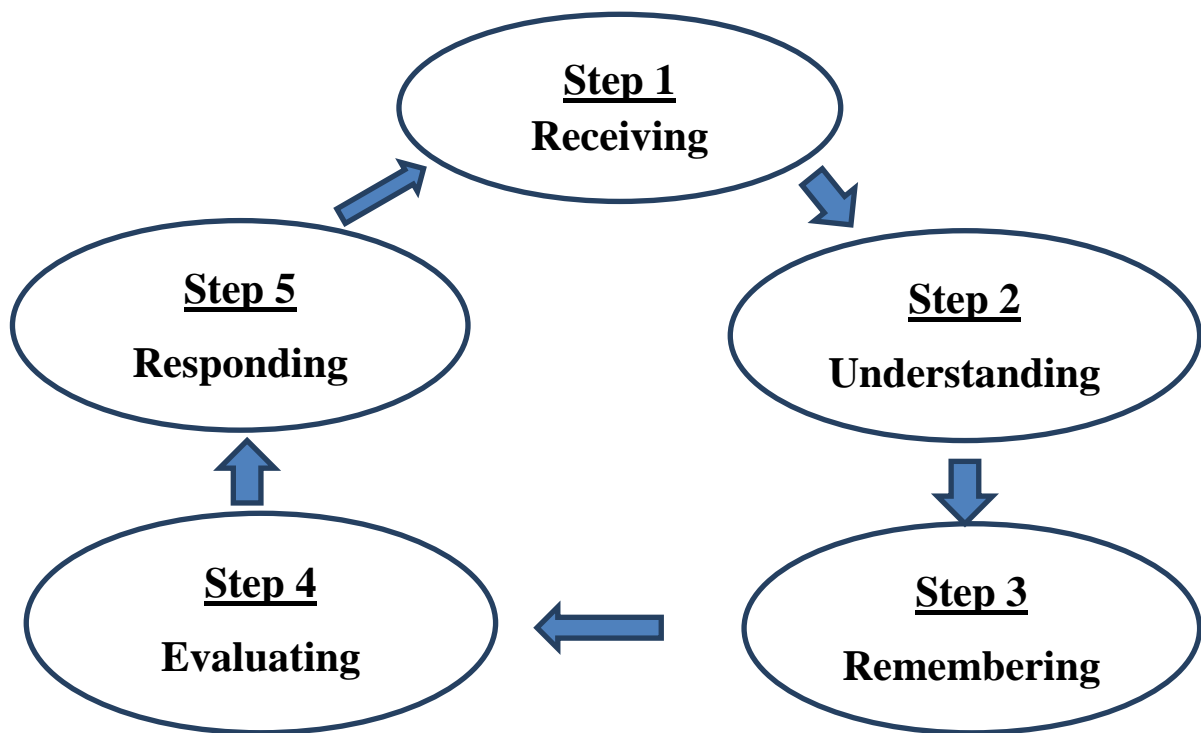 Step 1
Receiving
Step 2
Understanding
Step 3
Remembering
Step 4
Evaluating
Step 5
Responding